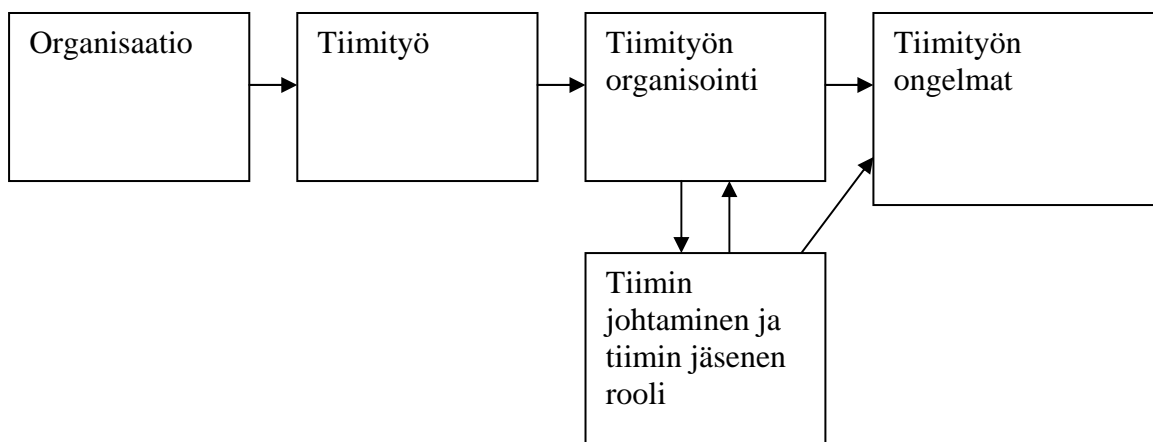 Organisaatio
Tiimityö
Tiimityön
organisointi
Tiimityön
ongelmat
Tiimin
johtaminen ja
tiimin jäsenen
rooli